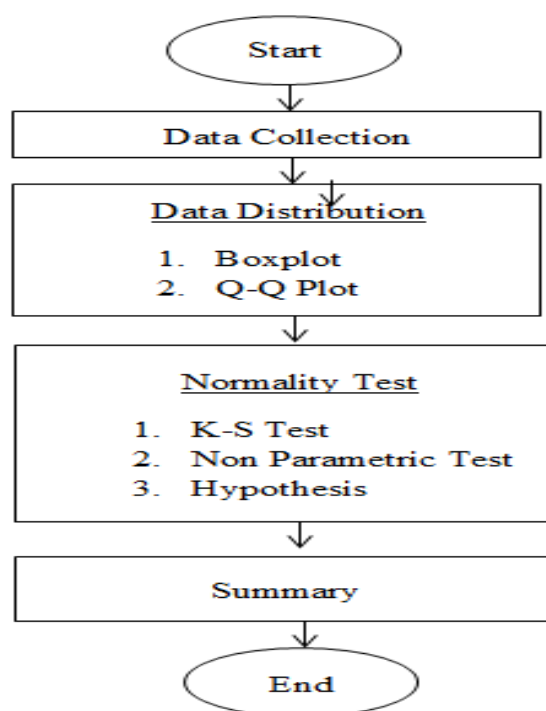 Start
Data Collection
Data Distribution
1. Boxplot
2. Q-Q Plot
Normality Test
1. K-S Test
2. Non Parametric Test
3. Hypothesis
Summary
End